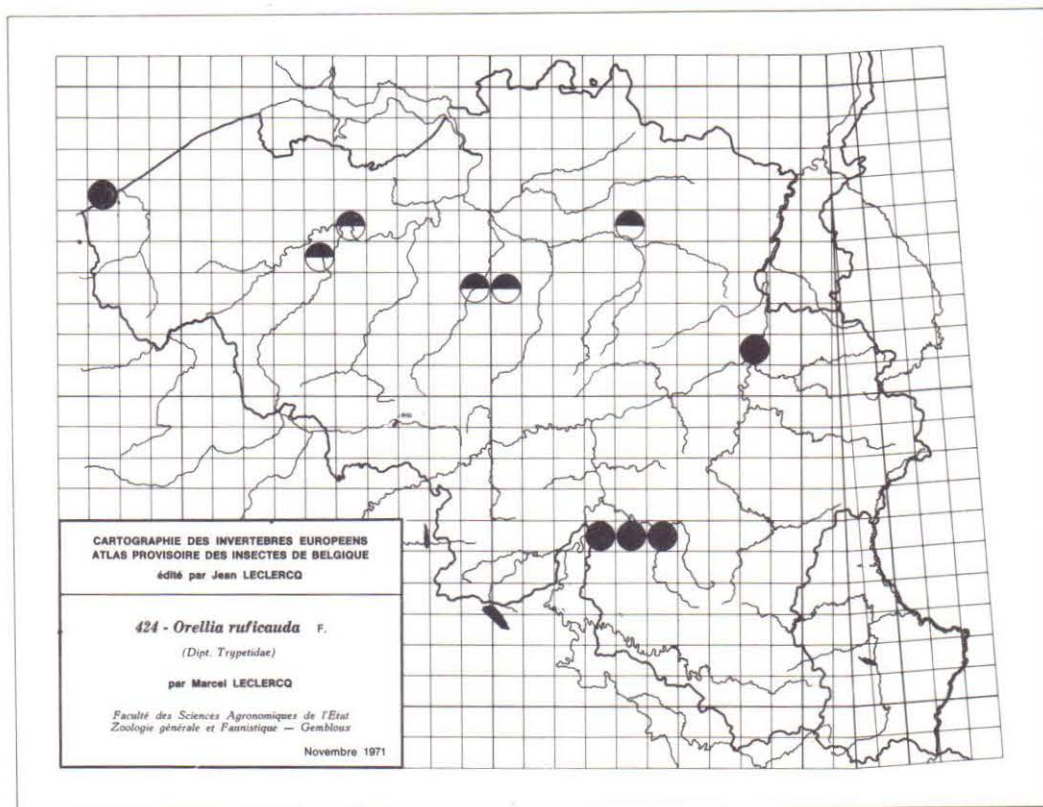 CARTOGRAPHIE DES INVERTEBRES EUROPEENS
ATLAS PROVISOIRE DES INSECTES DE BELGIQUE
édité par Jean LECLERCQ
424 - Orellia ruficauda F.
(Dipt. Trypetidae)
par Marcel LECLERCQ
Faculté des Sciences Agronomiques de l'Etat
Zoologie générale et Faunistique — Gembloux
Novembre 1971